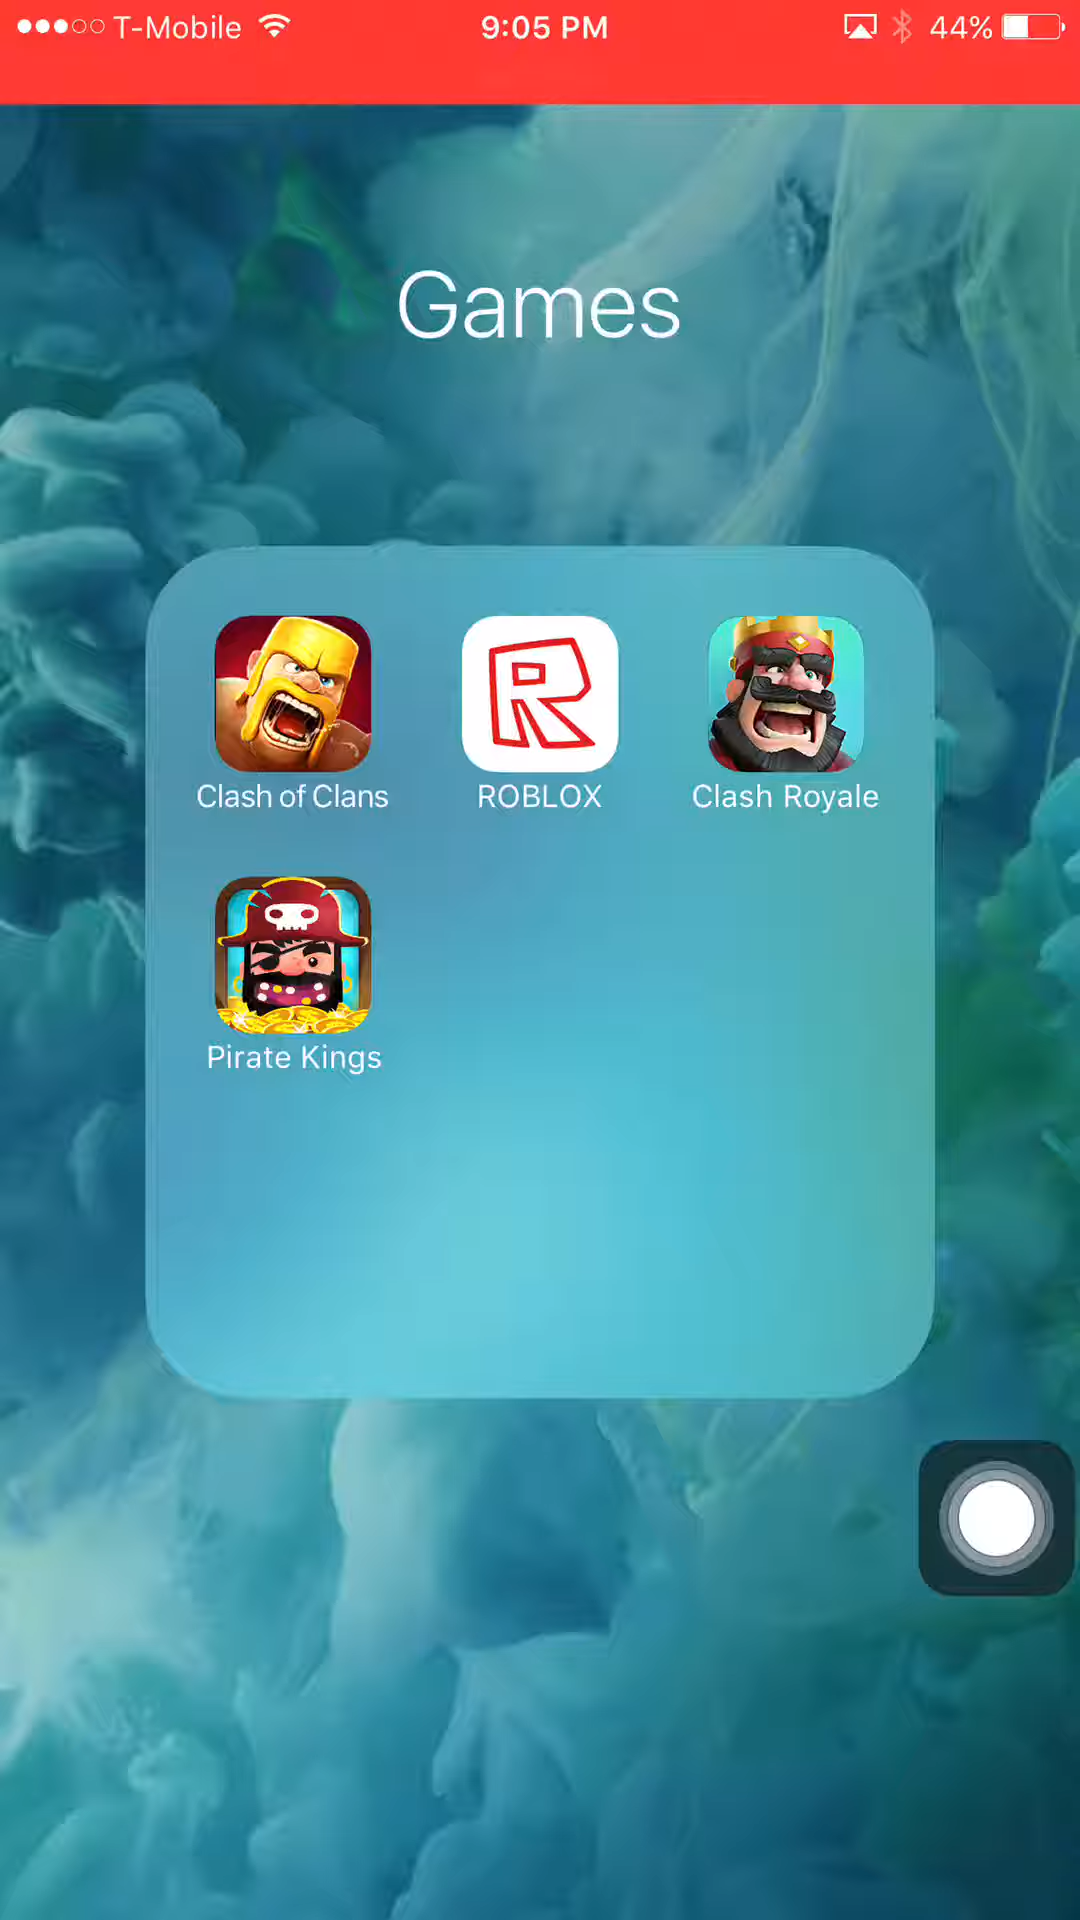 T-Mobile 9:05 PM 44%
Games
Clash of Clans ROBLOX Clash Royale
Pirate Kings